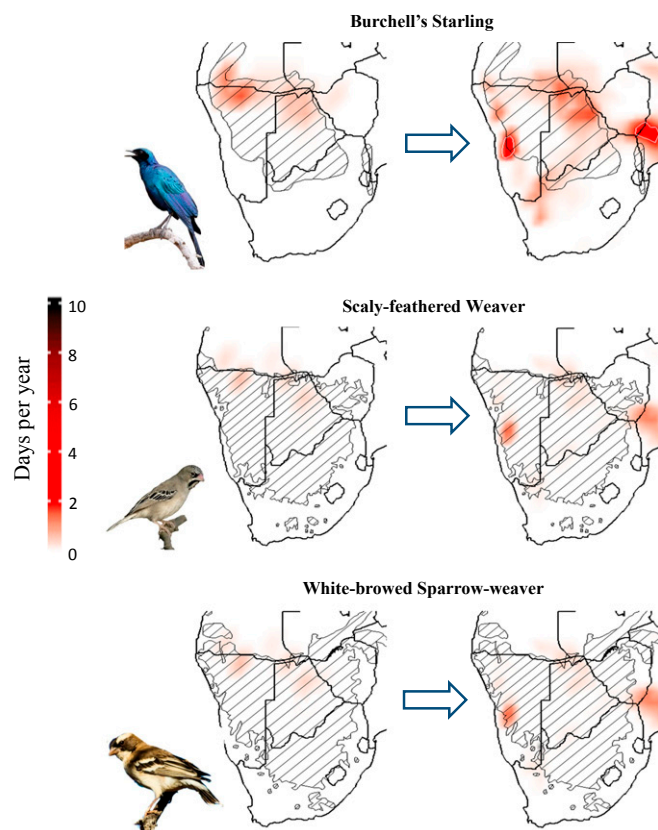 Burchell’s Starling
Scaly-feathered Weaver
10
8
6
4
2
0
Days per year
White-browed Sparrow-weaver